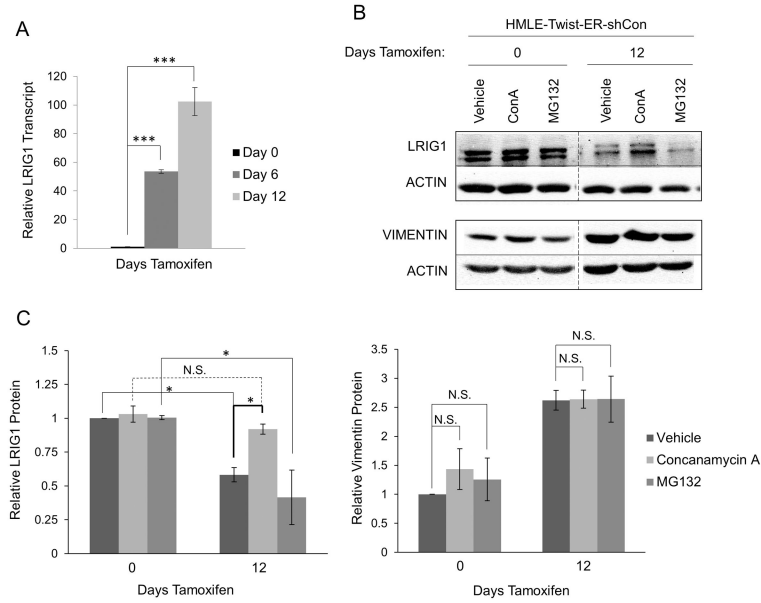 A
Relative LRIG1 Transcript
120
100
80
60
40
20
0
***
***
Day 0
Day 6
Day 12
Days Tamoxifen
B
HMLE-Twist-ER-shCon
Days Tamoxifen: 0 12
Vehicle ConA MG132 Vehicle ConA MG132
LRIG1
ACTIN
VIMENTIN
ACTIN
C
Relative LRIG1 Protein
1.5
1.25
1
0.75
0.5
0.25
0
*
N.S.
*
*
0 12
Days Tamoxifen
Relative Vimentin Protein
3.5
3
2.5
2
1.5
1
0.5
0
N.S.
N.S.
N.S.
N.S.
0 12
Days Tamoxifen
Vehicle
Concanamycin A
MG132